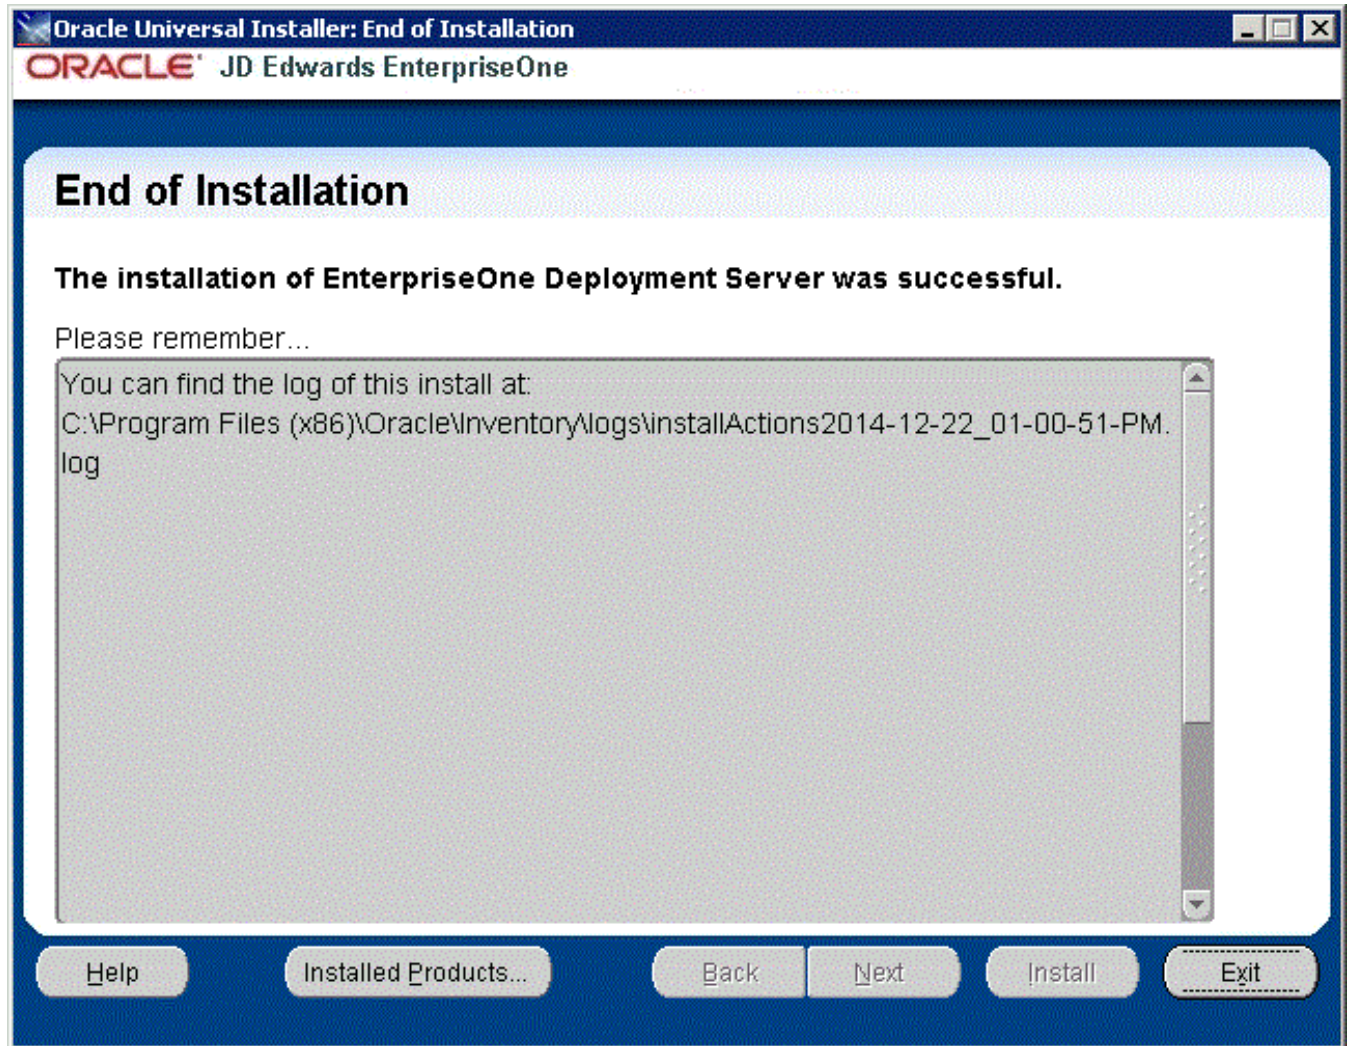 Oracle Universal Installer: End of Installation
ORACLE JD Edwards EnterpriseOne
End of Installation
The installation of EnterpriseOne Deployment Server was successful.
Please remember...
You can find the log of this install at:
C:\Program Files (x86)\Oracle\Inventory\logs\installActions2014-12-22_01-00-51-PM.
log
Help Installed Products... Back Next Install Exit